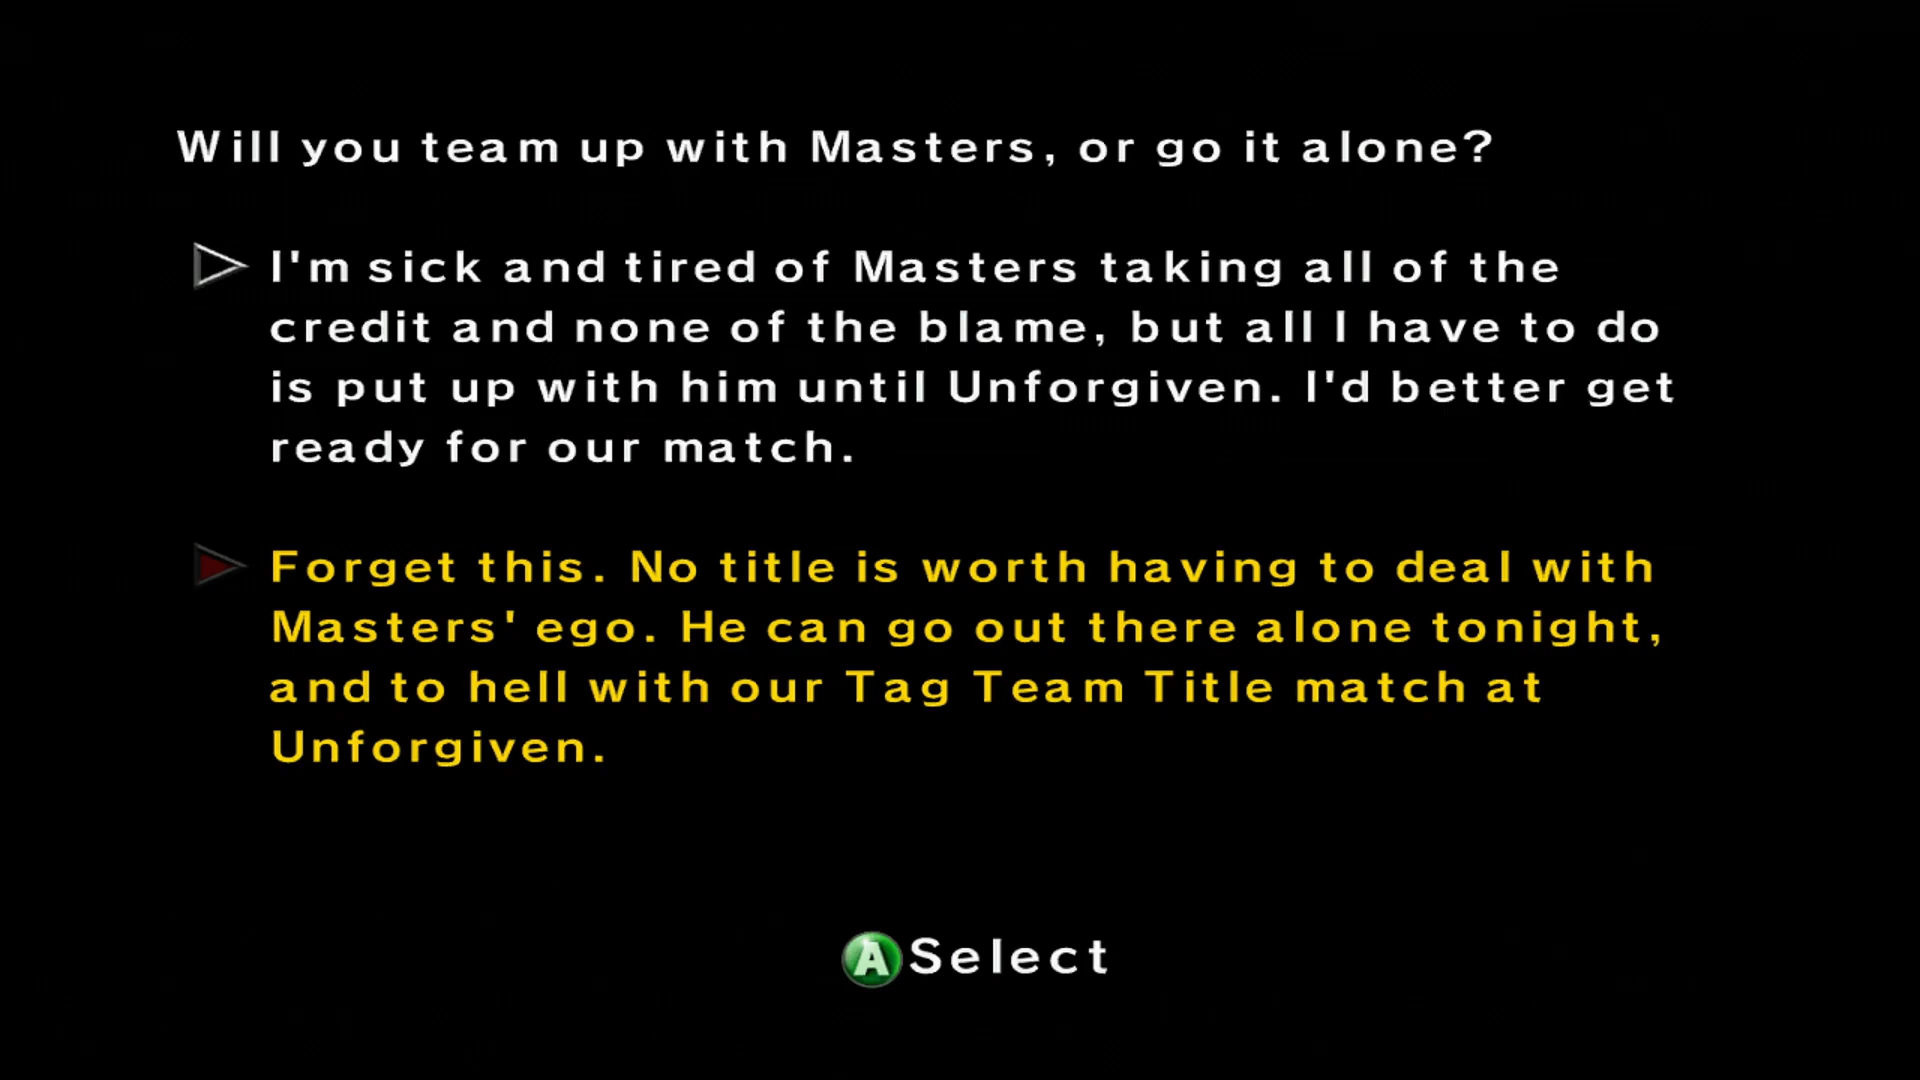 Will you team up with Masters, or go it alone?
I'm sick and tired of Masters taking all of the
credit and none of the blame, but all I have to do
is put up with him until Unforgiven. I'd better get
ready for our match.
Forget this. No title is worth having to deal with
Masters' ego. He can go out there alone tonight,
and to hell with our Tag Team Title match at
Unforgiven.
A Select